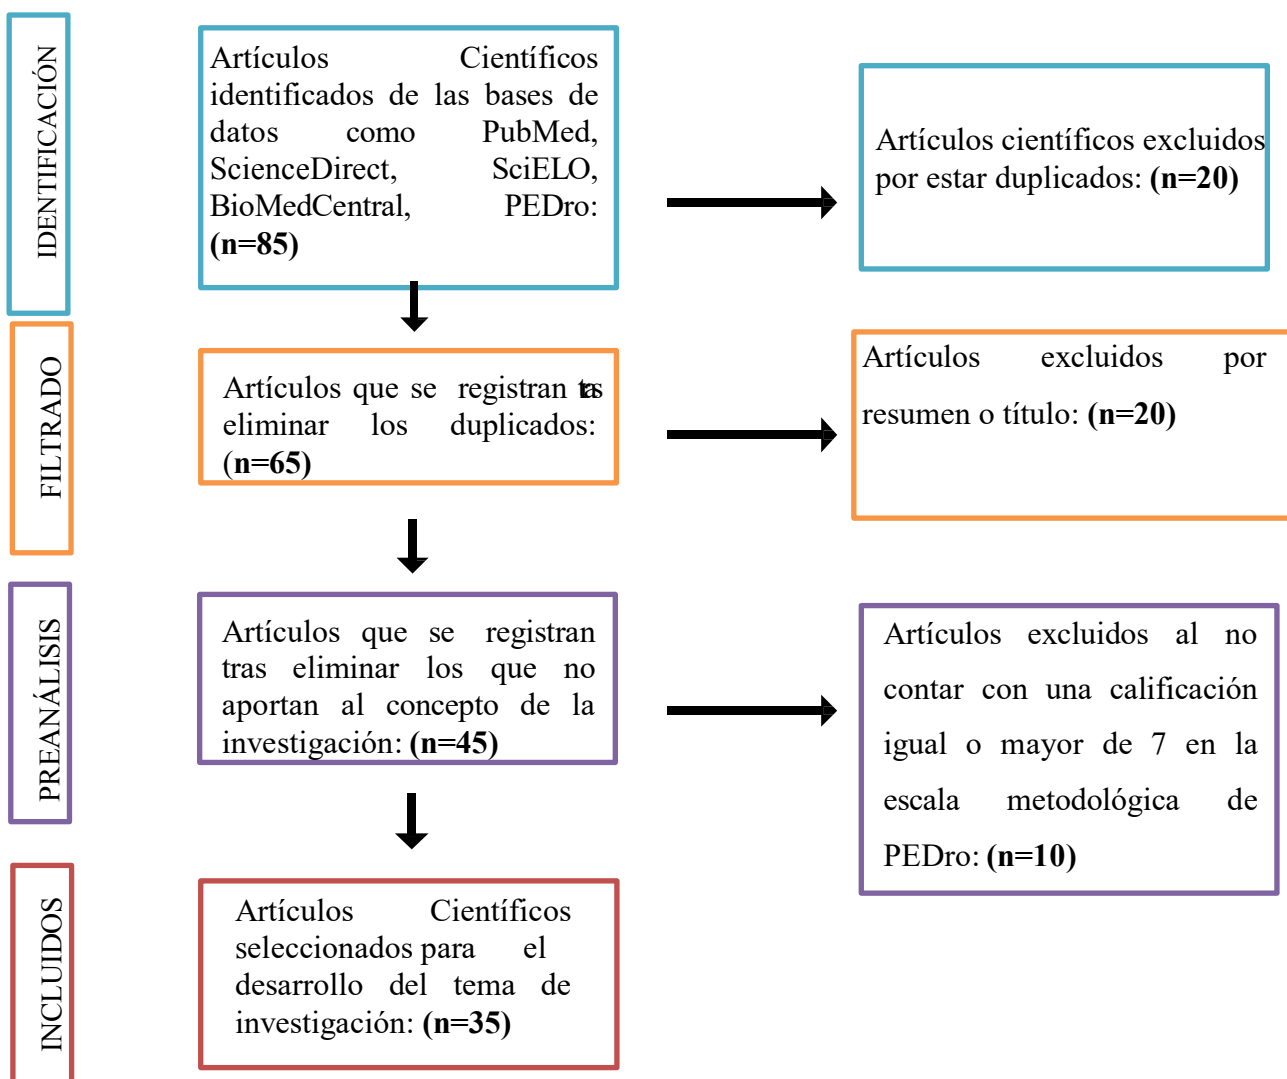 IDENTIFICACIÓN
Artículos Científicos
identificados de las bases de
datos como PubMed,
ScienceDirect, SciELO,
BioMedCentral, PEDro:
(n=85)
Artículos científicos excluidos
por estar duplicados: (n=20)
FILTRADO
Artículos que se registran tras
eliminar los duplicados:
(n=65)
Artículos excluidos por
resumen o título: (n=20)
PREANÁLISIS
Artículos que se registran
tras eliminar los que no
aportan al concepto de la
investigación: (n=45)
Artículos excluidos al no
contar con una calificación
igual o mayor de 7 en la
escala metodológica de
PEDro: (n=10)
INCLUIDOS
Artículos Científicos
seleccionados para el
desarrollo del tema de
investigación: (n=35)